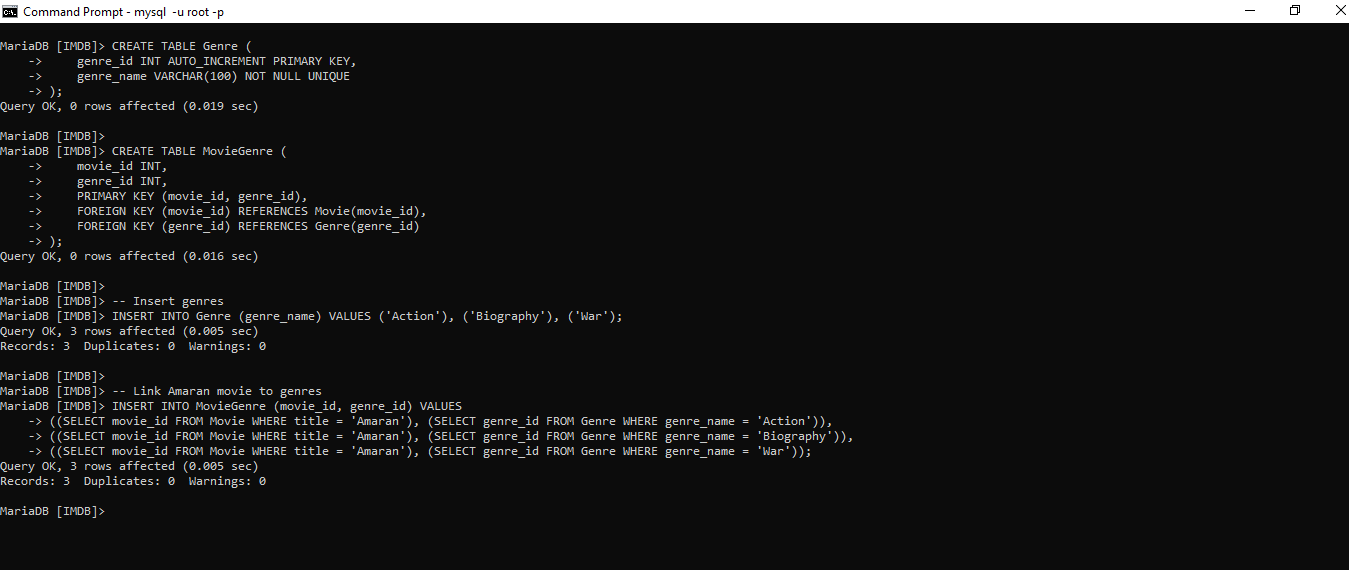 Command Prompt - mysql  -u root -p
MariaDB [IMDB]> CREATE TABLE Genre (
    ->     genre_id INT AUTO_INCREMENT PRIMARY KEY,
    ->     genre_name VARCHAR(100) NOT NULL UNIQUE
    -> );
Query OK, 0 rows affected (0.019 sec)
MariaDB [IMDB]>
MariaDB [IMDB]> CREATE TABLE MovieGenre (
    ->     movie_id INT,
    ->     genre_id INT,
    ->     PRIMARY KEY (movie_id, genre_id),
    ->     FOREIGN KEY (movie_id) REFERENCES Movie(movie_id),
    ->     FOREIGN KEY (genre_id) REFERENCES Genre(genre_id)
    -> );
Query OK, 0 rows affected (0.016 sec)
MariaDB [IMDB]>
MariaDB [IMDB]> -- Insert genres
MariaDB [IMDB]> INSERT INTO Genre (genre_name) VALUES ('Action'), ('Biography'), ('War');
Query OK, 3 rows affected (0.005 sec)
Records: 3  Duplicates: 0  Warnings: 0
MariaDB [IMDB]>
MariaDB [IMDB]> -- Link Amaran movie to genres
MariaDB [IMDB]> INSERT INTO MovieGenre (movie_id, genre_id) VALUES
    -> ((SELECT movie_id FROM Movie WHERE title = 'Amaran'), (SELECT genre_id FROM Genre WHERE genre_name = 'Action')),
    -> ((SELECT movie_id FROM Movie WHERE title = 'Amaran'), (SELECT genre_id FROM Genre WHERE genre_name = 'Biography')),
    -> ((SELECT movie_id FROM Movie WHERE title = 'Amaran'), (SELECT genre_id FROM Genre WHERE genre_name = 'War'));
Query OK, 3 rows affected (0.005 sec)
Records: 3  Duplicates: 0  Warnings: 0
MariaDB [IMDB]>